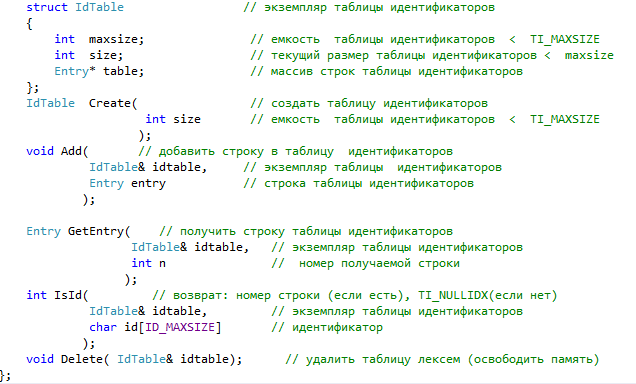 struct IdTable // экземпляр таблицы идентификаторов
{
int maxsize; // емкость таблицы идентификаторов < TI_MAXSIZE
int size; // текущий размер таблицы идентификаторов < maxsize
Entry* table; // массив строк таблицы идентификаторов
};
IdTable Create( // создать таблицу идентификаторов
int size // емкость таблицы идентификаторов < TI_MAXSIZE
);
void Add( // добавить строку в таблицу идентификаторов
IdTable& idtable, // экземпляр таблицы идентификаторов
Entry entry // строка таблицы идентификаторов
);
Entry GetEntry( // получить строку таблицы идентификаторов
IdTable& idtable, // экземпляр таблицы идентификаторов
int n // номер получаемой строки
);
int IsId( // возврат: номер строки (если есть), TI_NULLIDX(если нет)
IdTable& idtable, // экземпляр таблицы идентификаторов
char id[ID_MAXSIZE] // идентификатор
);
void Delete( IdTable& idtable); // удалить таблицу лексем (освободить память)
};